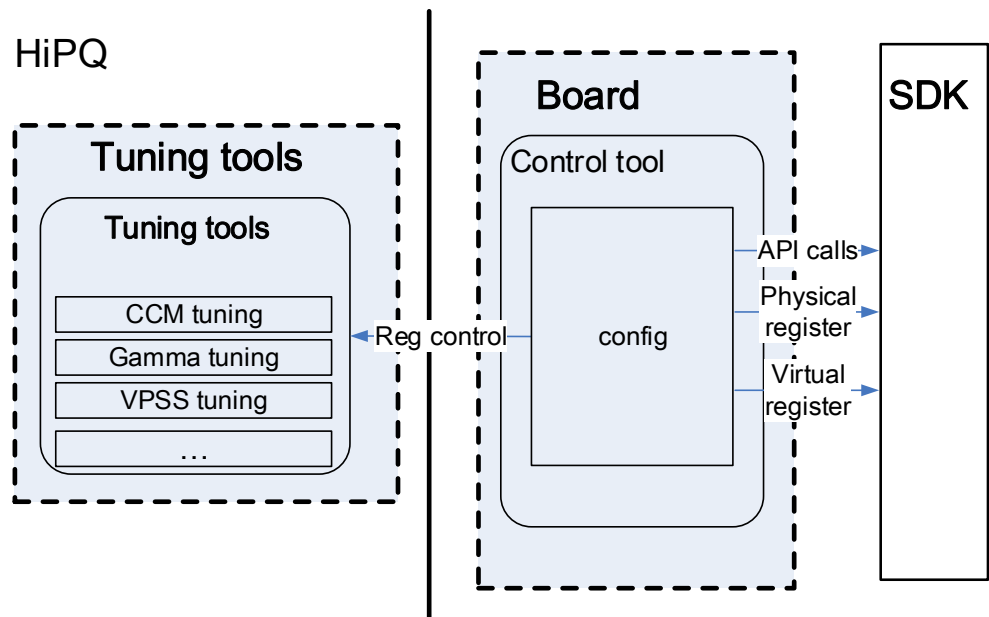 HiPQ
Tuning tools
Tuning tools
CCM tuning
Gamma tuning
VPSS tuning
...
Reg control
Board
Control tool
config
API calls
Physical
register
Virtual
register
SDK